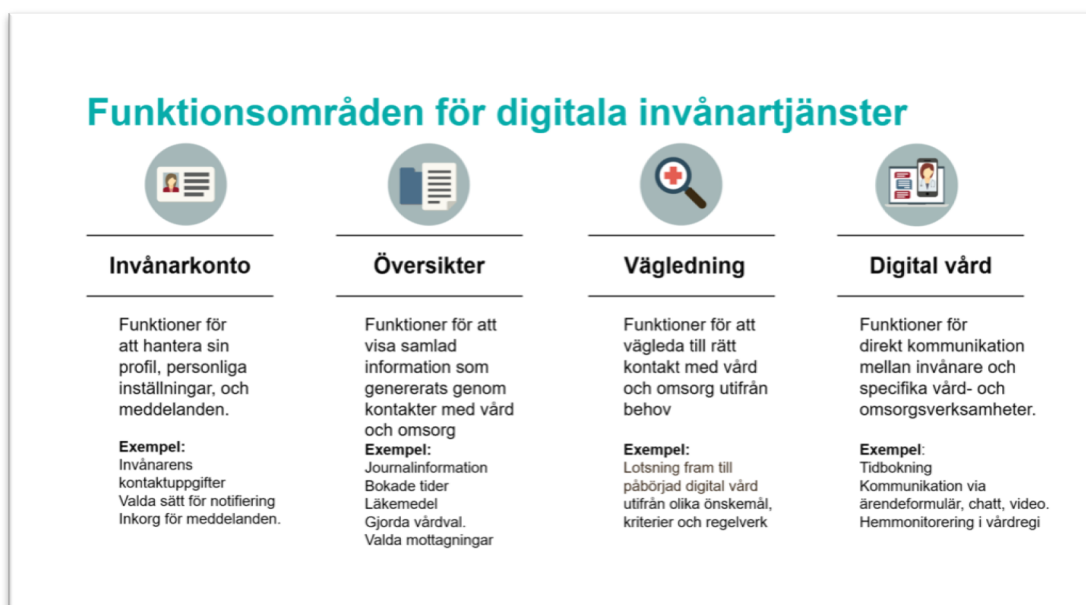 Funktionsområden för digitala invånartjänster
Invånarkonto
Funktioner för
att hantera sin
profil, personliga
inställningar, och
meddelanden.
Exempel:
Invånarens
kontaktuppgifter
Valda sätt för notifiering
Inkorg för meddelanden.
Översikter
Funktioner för att
visa samlad
information som
genererats genom
kontakter med vård
och omsorg
Exempel:
Journalinformation
Bokade tider
Läkemedel
Gjorda vårdval.
Valda mottagningar
Vägledning
Funktioner för att
vägleda till rätt
kontakt med vård
och omsorg utifrån
behov
Exempel:
Lotsning fram till
påbörjad digital vård
utifrån olika önskemål,
kriterier och regelverk
Digital vård
Funktioner för
direkt kommunikation
mellan invånare och
specifika vård- och
omsorgsverksamheter.
Exempel:
Tidbokning
Kommunikation via
ärendeformulär, chatt, video.
Hemmonitorering i vårdregi